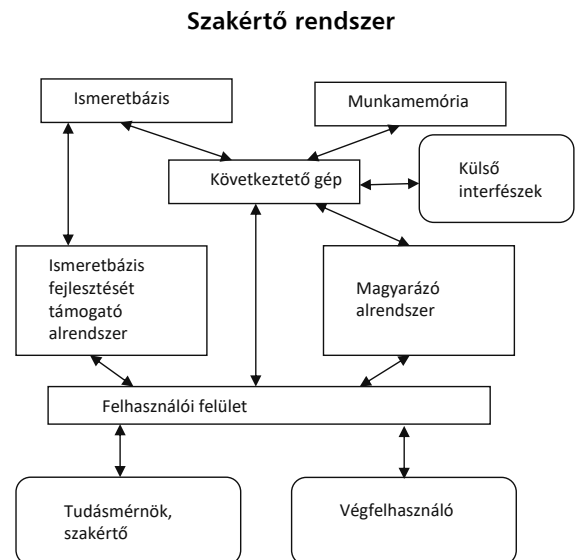 Szakértő rendszer
Ismeretbázis
Munkamemória
Következtető gép
Külső
interfészek
Ismeretbázis
fejlesztését
támogató
alrendszer
Magyarázó
alrendszer
Felhasználói felület
Tudásmérnök,
szakértő
Végfelhasználó